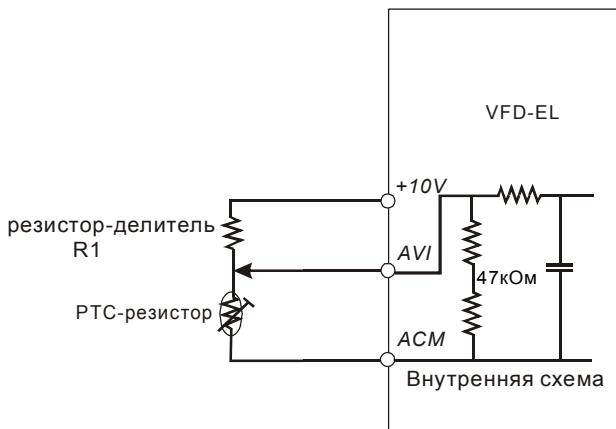 VFD-EL
+10V
резистор-делитель
R1
AVI
47кОм
PTC-резистор
ACM
Внутренняя схема